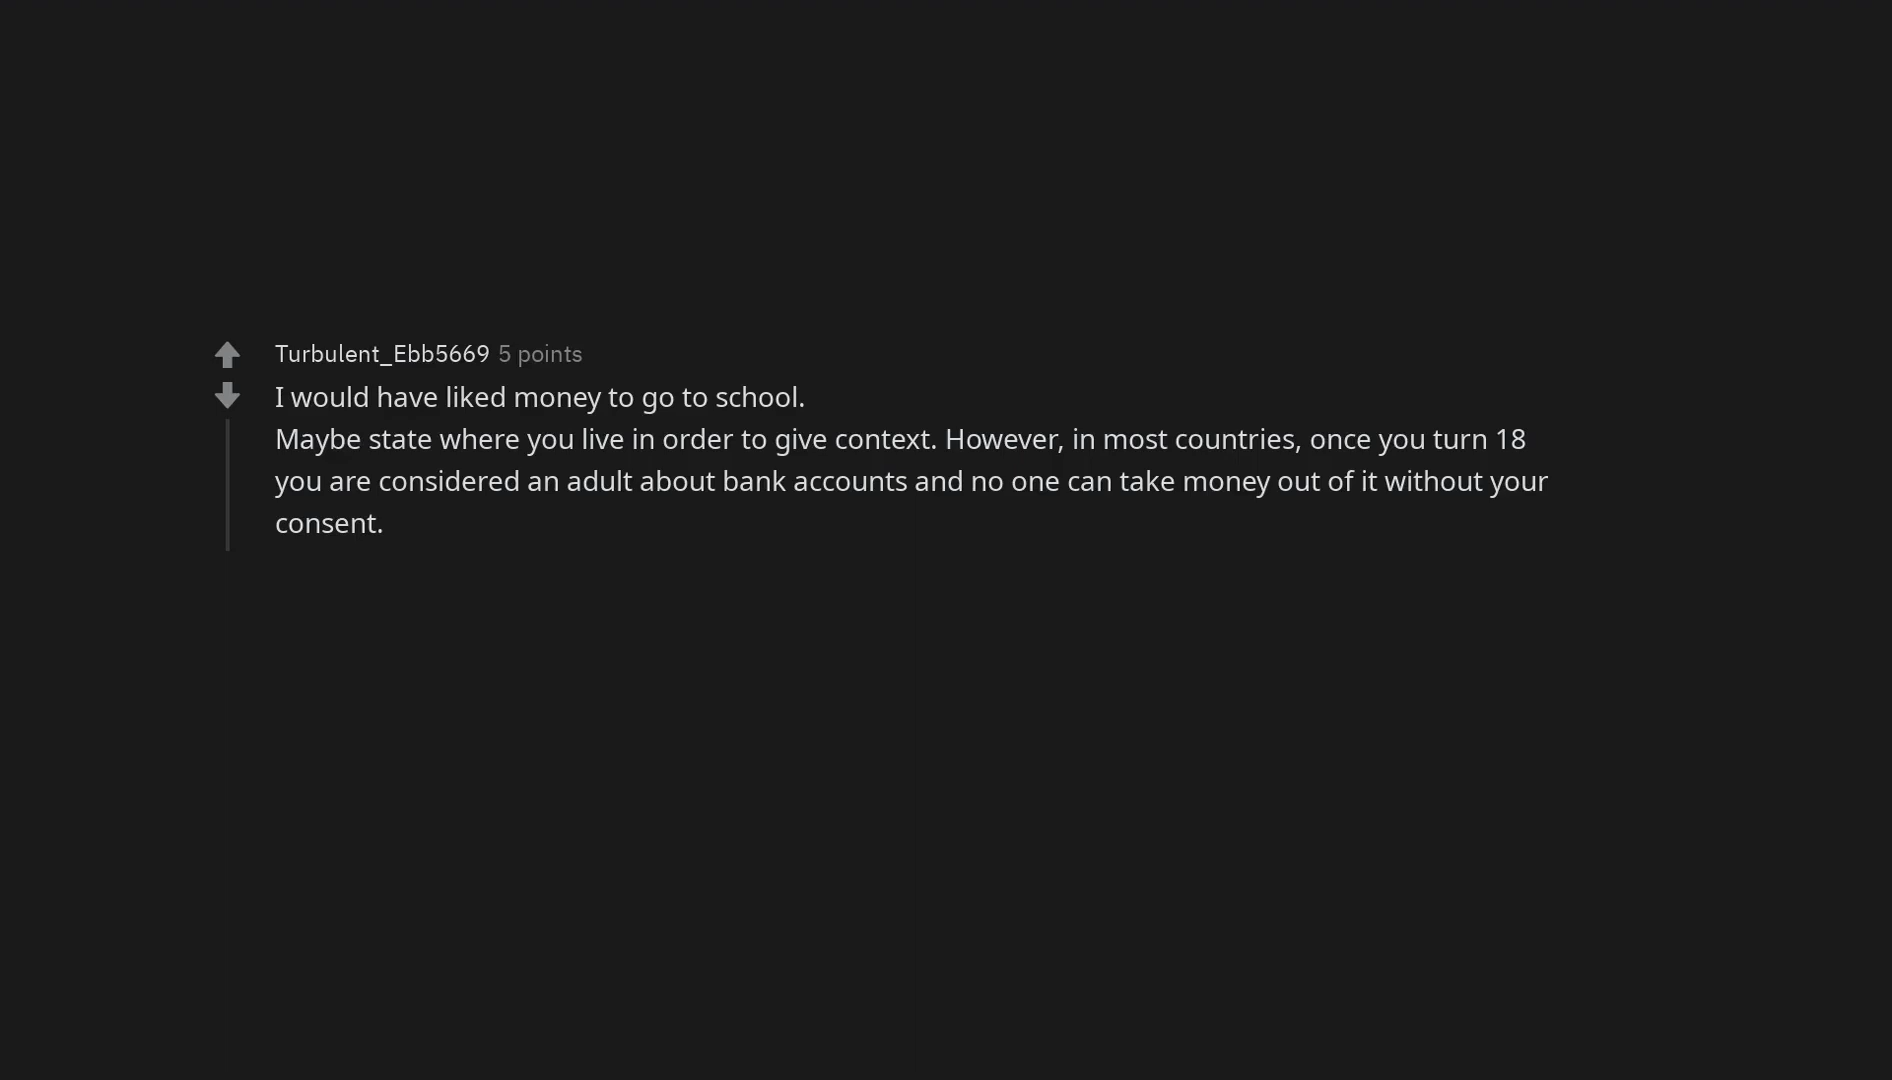 Turbulent_Ebb5669 5 points
I would have liked money to go to school.
Maybe state where you live in order to give context. However, in most countries, once you turn 18
you are considered an adult about bank accounts and no one can take money out of it without your
consent.